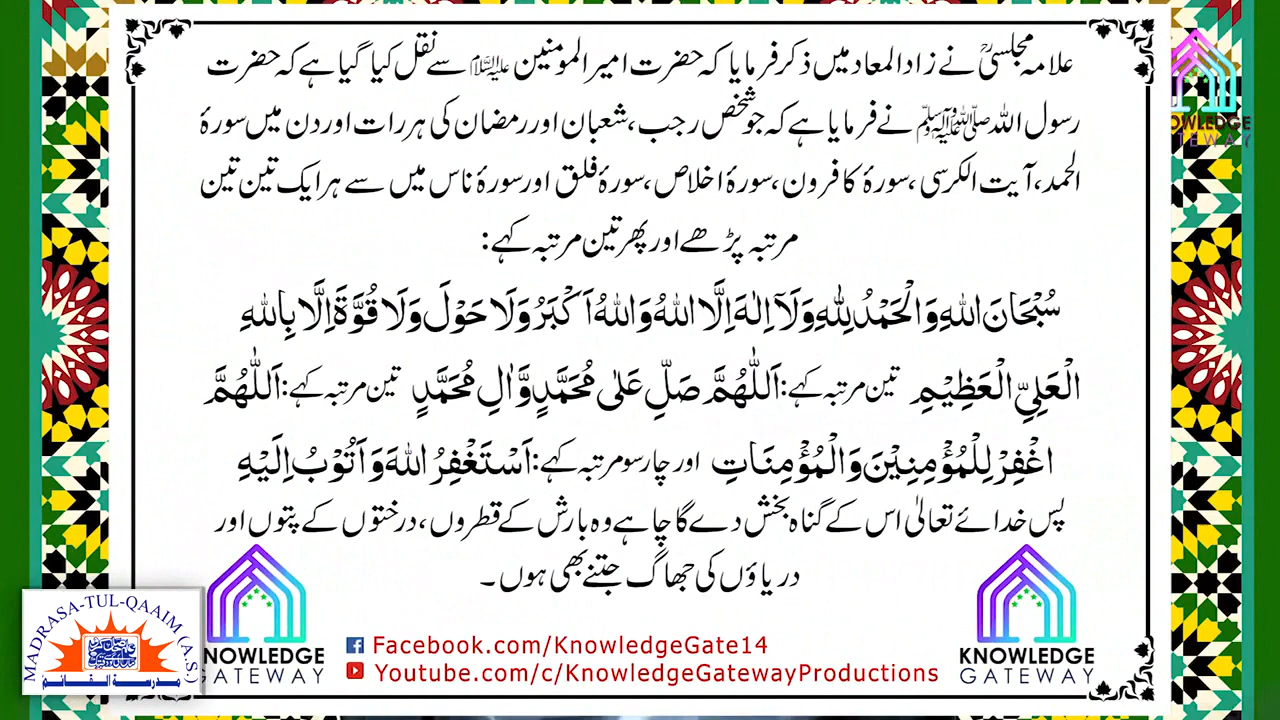 علامہ مجلسیؒ نے زاد المعاد میں ذکر فرمایا کہ حضرت امیر المومنین علیہ السلام سے نقل کیا گیا ہے کہ حضرت
رسول اللہ ﷺ نے فرمایا ہے کہ جو شخص رجب، شعبان اور رمضان کی ہر رات اور دن میں سورۂ
الحمد، آیت الکرسی، سورۂ کافرون، سورۂ اخلاص، سورۂ فلق اور سورۂ ناس میں سے ہر ایک تین تین
مرتبہ پڑھے اور پھر تین مرتبہ کہے:
سُبْحَانَ اللهِ وَالْحَمْدُ لِلّٰهِ وَلَآ اِلٰهَ اِلَّا اللهُ وَاللهُ اَكْبَرُ وَلَا حَوْلَ وَلَا قُوَّةَ اِلَّا بِاللهِ
الْعَلِيِّ الْعَظِيْمِ تین مرتبہ کہے: اَللّٰهُمَّ صَلِّ عَلٰى مُحَمَّدٍ وَّاٰلِ مُحَمَّدٍ تین مرتبہ کہے: اَللّٰهُمَّ
اغْفِرْ لِلْمُؤْمِنِيْنَ وَالْمُؤْمِنَاتِ اور چار سو مرتبہ کہے: اَسْتَغْفِرُ اللهَ وَ اَتُوْبُ اِلَيْهِ
پس خدائے تعالیٰ اس کے گناہ بخش دے گا چاہے وہ بارش کے قطروں، درختوں کے پتوں اور
دریاؤں کی جھاگ جتنے بھی ہوں۔
Facebook.com/KnowledgeGate14
Youtube.com/c/KnowledgeGatewayProductions
KNOWLEDGE
GATEWAY
KNOWLEDGE
GATEWAY
KNOWLEDGE
GATEWAY
MADRASA-TUL-QAAIM (A.S.)
مدرسة القائم